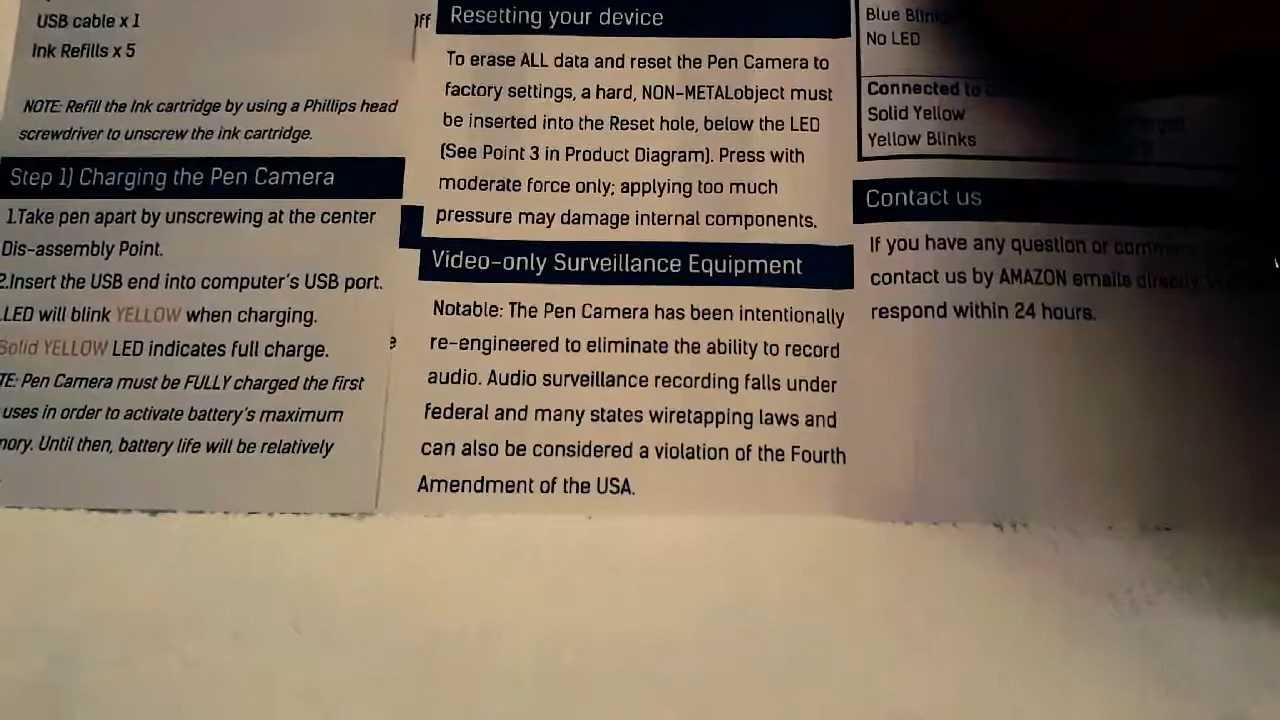 USB cable x 1
Ink Refills x 5
NOTE: Refill the Ink cartridge by using a Phillips head
screwdriver to unscrew the ink cartridge.
Step 1) Charging the Pen Camera
1.Take pen apart by unscrewing at the center
Dis-assembly Point.
2.Insert the USB end into computer's USB port.
LED will blink YELLOW when charging.
Solid YELLOW LED indicates full charge.
TE: Pen Camera must be FULLY charged the first
uses in order to activate battery's maximum
nory. Until then, battery life will be relatively
Off
e
Resetting your device
To erase ALL data and reset the Pen Camera to
factory settings, a hard, NON-METALobject must
be inserted into the Reset hole, below the LED
(See Point 3 in Product Diagram). Press with
moderate force only; applying too much
pressure may damage internal components.
Video-only Surveillance Equipment
Notable: The Pen Camera has been intentionally
re-engineered to eliminate the ability to record
audio. Audio surveillance recording falls under
federal and many states wiretapping laws and
can also be considered a violation of the Fourth
Amendment of the USA.
Blue
No LED
Connected to
Solid Yellow
Yellow Blinks
Contact us
If you have any question or
contact us by AMAZON emails directly,
respond within 24 hours.